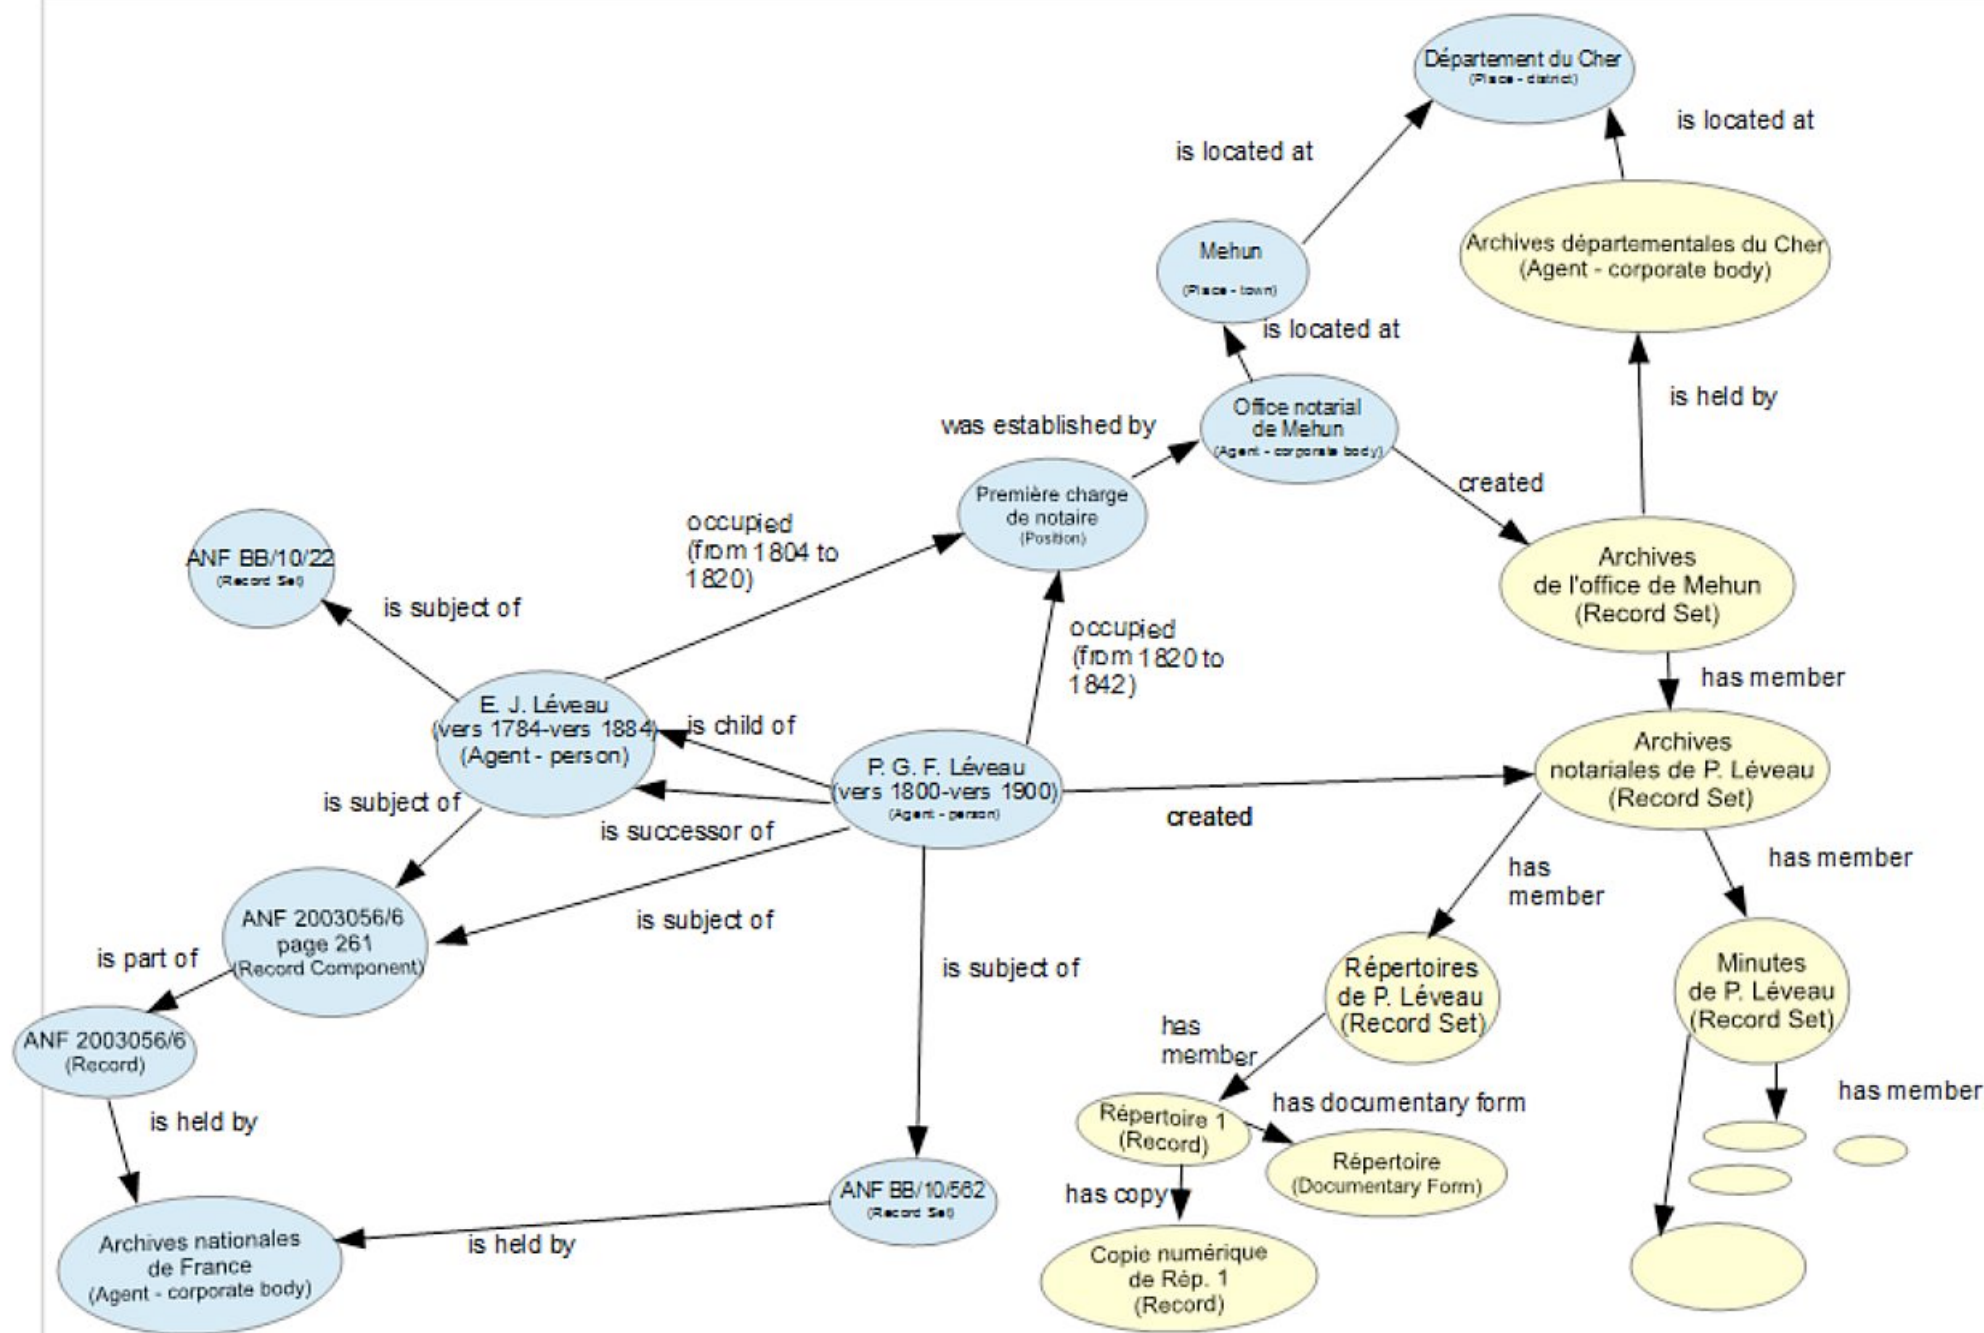 Département du Cher
(Place - district)
is located at
is located at
Archives départementales du Cher
(Agent - corporate body)
Mehun
(Place - town)
is located at
is held by
Office notarial
de Mehun
(Agent - corporate body)
was established by
created
Première charge
de notaire
(Position)
occupied
(from 1804 to
1820)
ANF BB/10/22
(Record Set)
is subject of
Archives
de l'office de Mehun
(Record Set)
occupied
(from 1820 to
1842)
has member
E. J. Léveau
(vers 1784-vers 1884)
(Agent - person)
is child of
P. G. F. Léveau
(vers 1800-vers 1900)
(Agent - person)
Archives
notariales de P. Léveau
(Record Set)
is subject of
is successor of
created
has
member
has member
ANF 2003056/6
page 261
(Record Component)
is subject of
is part of
is subject of
Répertoires
de P. Léveau
(Record Set)
Minutes
de P. Léveau
(Record Set)
ANF 2003056/6
(Record)
has
member
has member
is held by
Répertoire 1
(Record)
has documentary form
Répertoire
(Documentary Form)
has copy
ANF BB/10/562
(Record Set)
is held by
Archives nationales
de France
(Agent - corporate body)
Copie numérique
de Rép. 1
(Record)